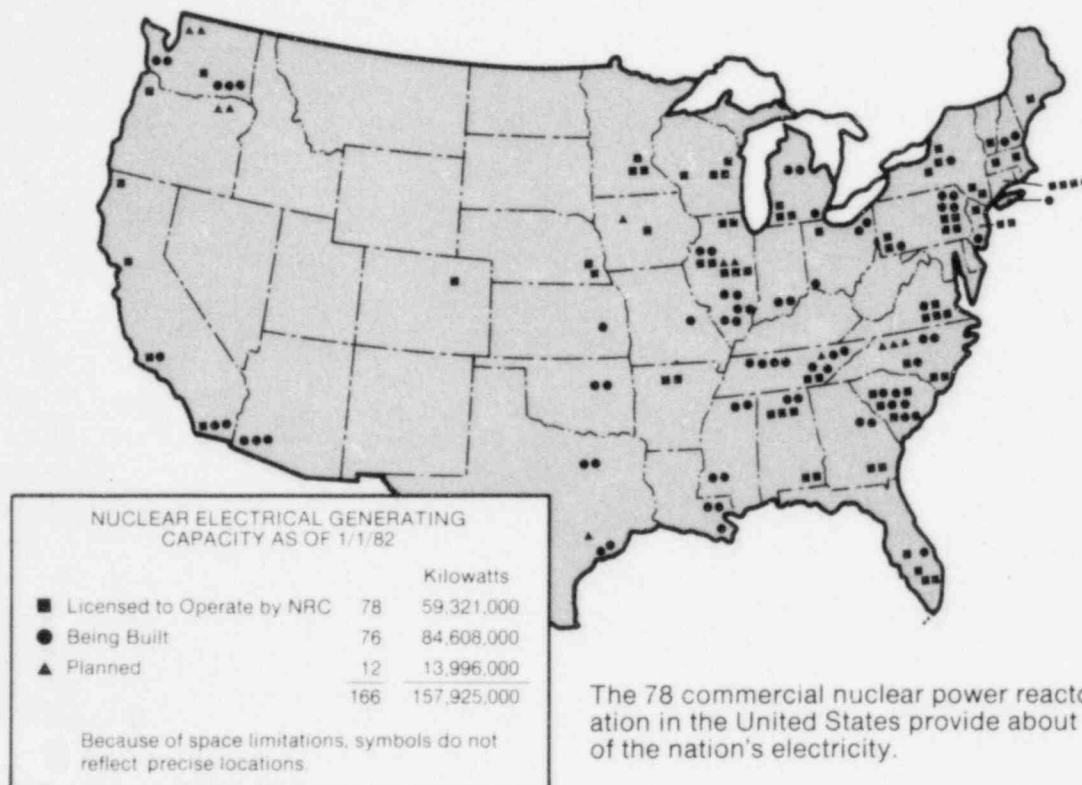 NUCLEAR ELECTRICAL GENERATING
CAPACITY AS OF 1/1/82
Kilowatts
■ Licensed to Operate by NRC 78 59,321,000
● Being Built 76 84,608,000
▲ Planned 12 13,996,000
166 157,925,000
Because of space limitations, symbols do not
reflect precise locations.
The 78 commercial nuclear power reacto
ation in the United States provide about
of the nation's electricity.